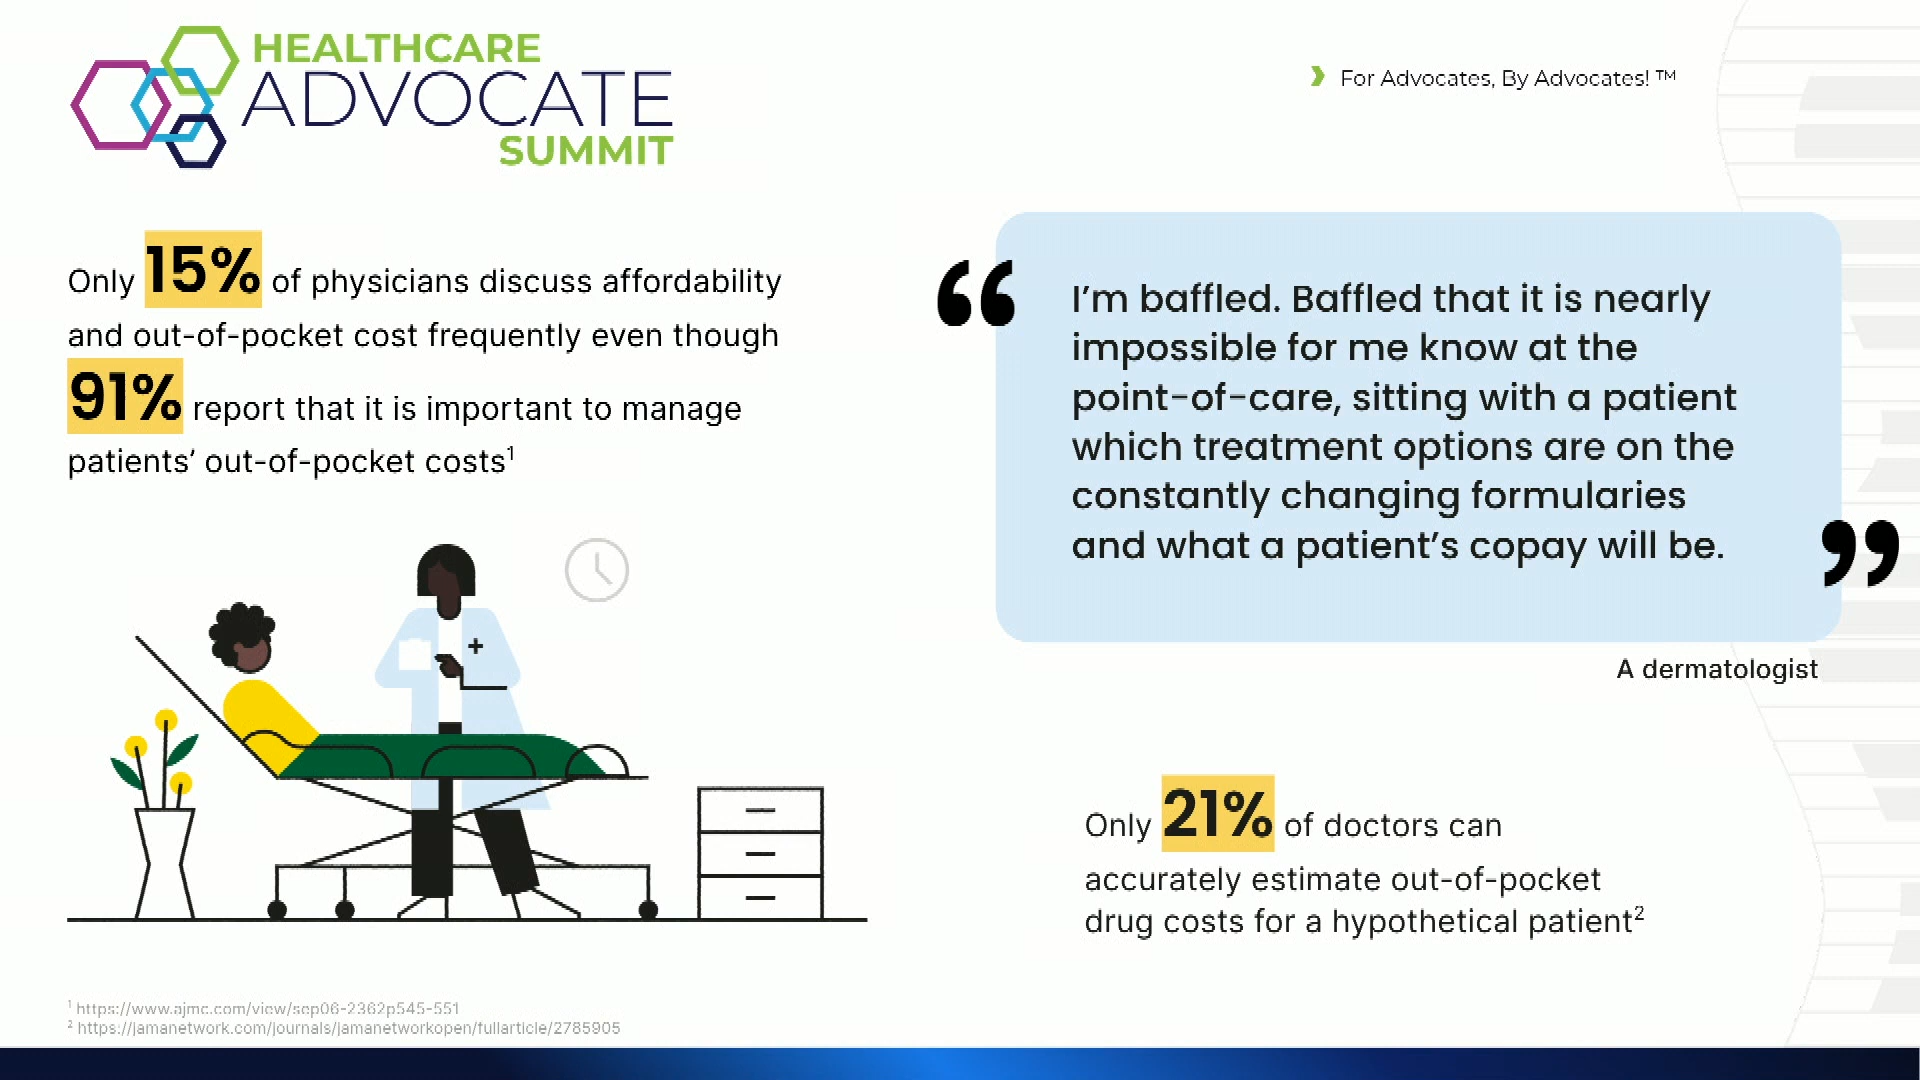 HEALTHCARE
ADVOCATE
SUMMIT
For Advocates, By Advocates! ™
Only 15% of physicians discuss affordability
and out-of-pocket cost frequently even though
91% report that it is important to manage
patients’ out-of-pocket costs¹
“
I’m baffled. Baffled that it is nearly
impossible for me know at the
point-of-care, sitting with a patient
which treatment options are on the
constantly changing formularies
and what a patient’s copay will be.
”
A dermatologist
Only 21% of doctors can
accurately estimate out-of-pocket
drug costs for a hypothetical patient²
¹ https://www.ajmc.com/view/sep06-2362p545-551
² https://jamanetwork.com/journals/jamanetworkopen/fullarticle/2785905